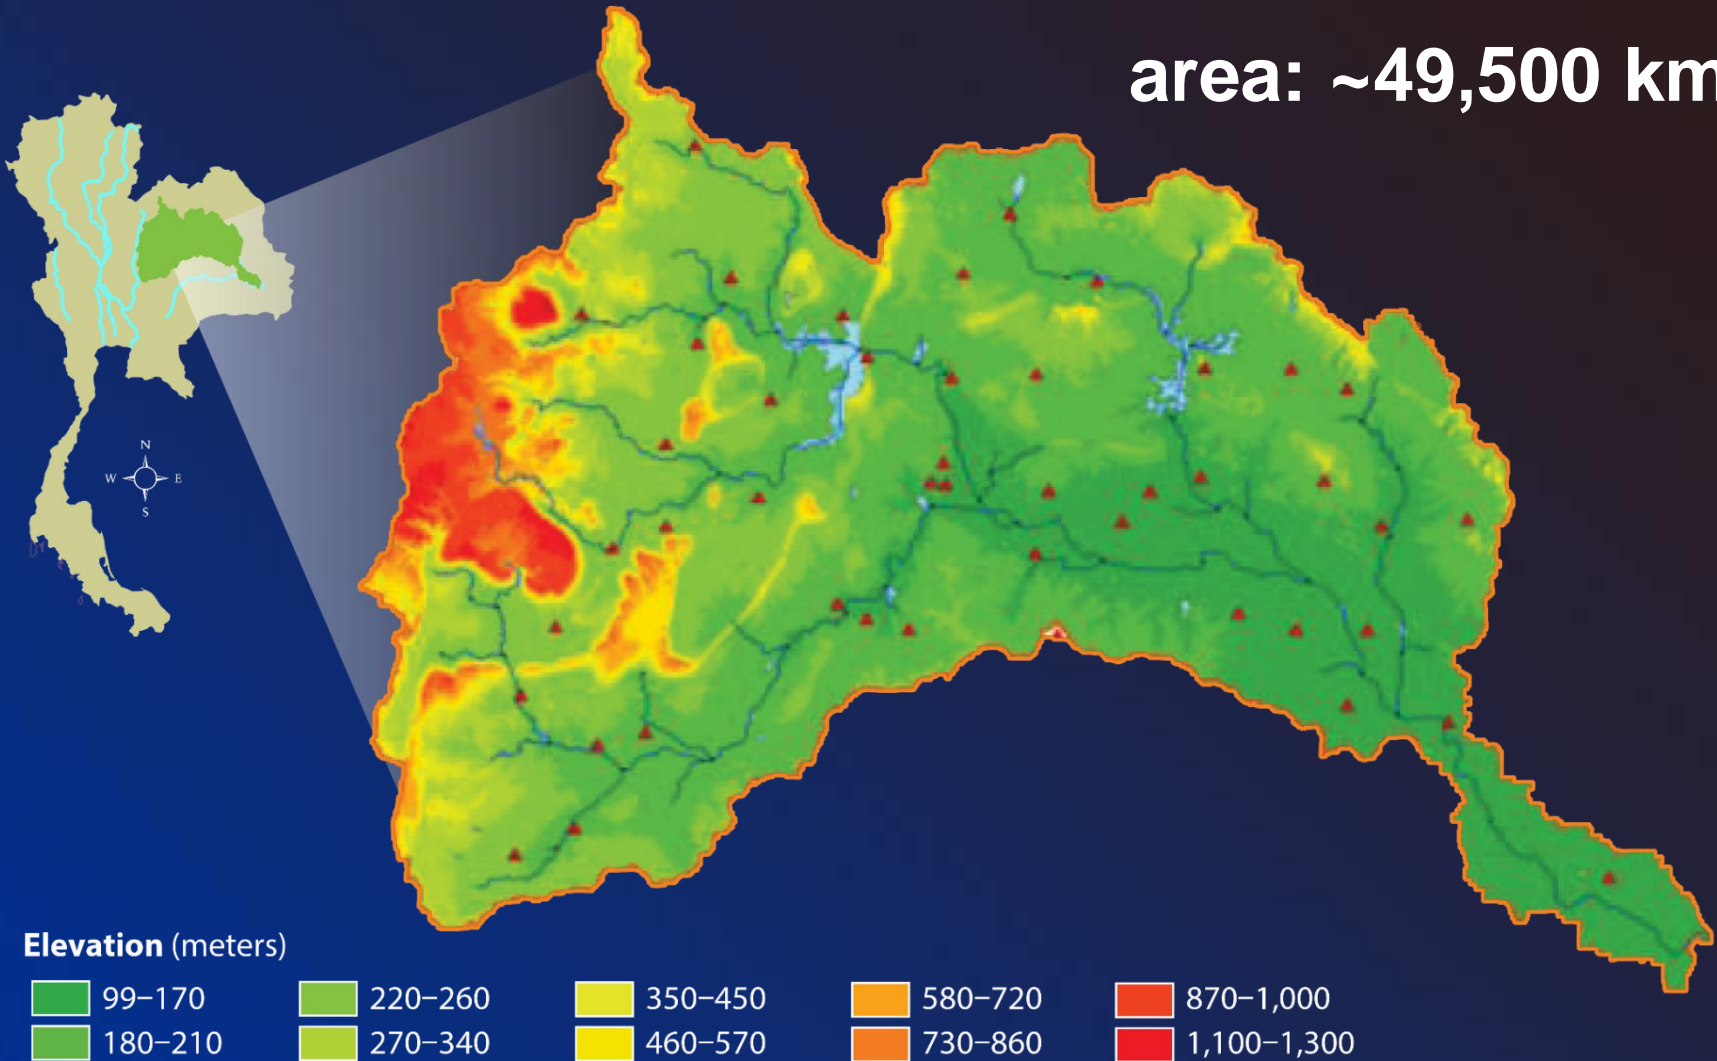 area: ~49,500 km
N
W E
S
Elevation (meters)
99–170 220–260 350–450 580–720 870–1,000
180–210 270–340 460–570 730–860 1,100–1,300